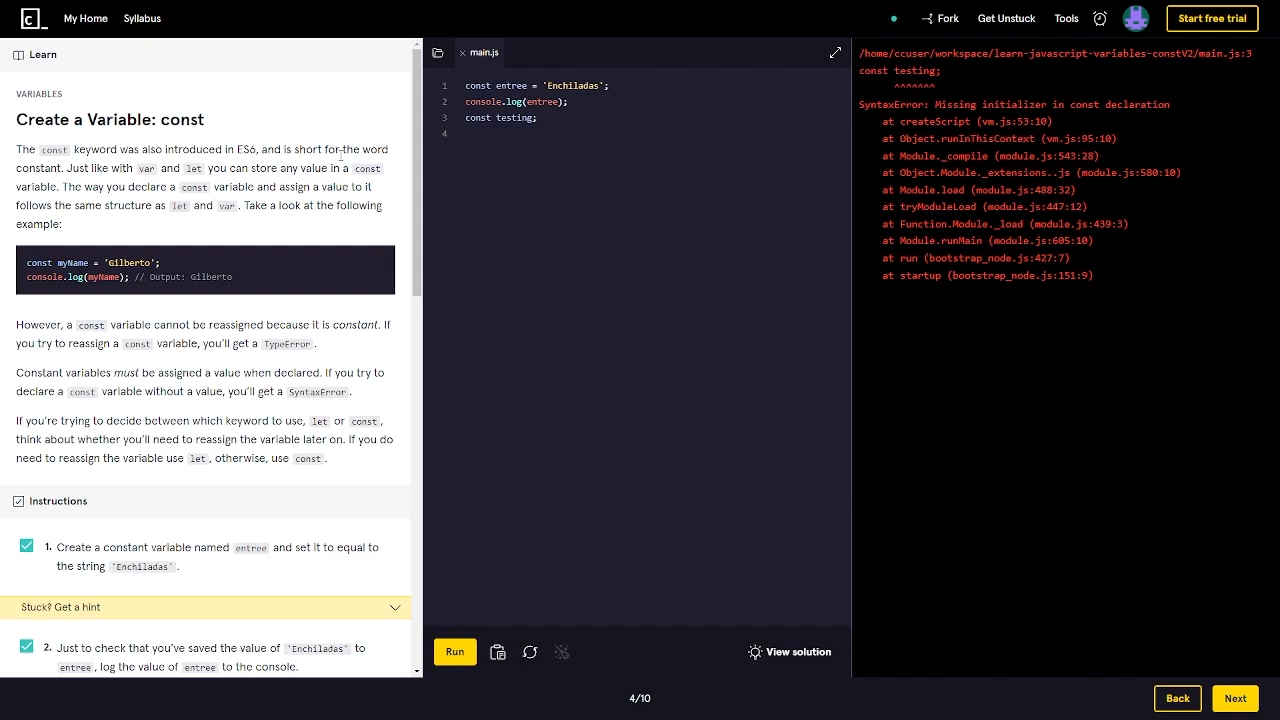 My Home
Syllabus
Fork
Get Unstuck
Tools
Start free trial
Learn
VARIABLES
Create a Variable: const
The const keyword was also introduced in ES6, and is short for the word
constant. Just like with var and let you can store any value in a const
variable. The way you declare a const variable and assign a value to it
follows the same structure as let and var. Take a look at the following
example:
const myName = 'Gilberto';
console.log(myName); // Output: Gilberto
However, a const variable cannot be reassigned because it is constant. If
you try to reassign a const variable, you'll get a TypeError.
Constant variables must be assigned a value when declared. If you try to
declare a const variable without a value, you'll get a SyntaxError.
If you're trying to decide between which keyword to use, let or const,
think about whether you'll need to reassign the variable later on. If you do
need to reassign the variable use let, otherwise, use const.
Instructions
1. Create a constant variable named entree and set it to equal to
the string 'Enchiladas'.
Stuck? Get a hint
2. Just to check that you've saved the value of 'Enchiladas' to
entree, log the value of entree to the console.
main.js
1 const entree = 'Enchiladas';
2 console.log(entree);
3 const testing;
4
Run
View solution
/home/ccuser/workspace/learn-javascript-variables-constV2/main.js:3
const testing;
^^^^^^^
SyntaxError: Missing initializer in const declaration
at createScript (vm.js:53:10)
at Object.runInThisContext (vm.js:95:10)
at Module._compile (module.js:543:28)
at Object.Module._extensions..js (module.js:580:10)
at Module.load (module.js:488:32)
at tryModuleLoad (module.js:447:12)
at Function.Module._load (module.js:439:3)
at Module.runMain (module.js:605:10)
at run (bootstrap_node.js:427:7)
at startup (bootstrap_node.js:151:9)
4/10
Back
Next